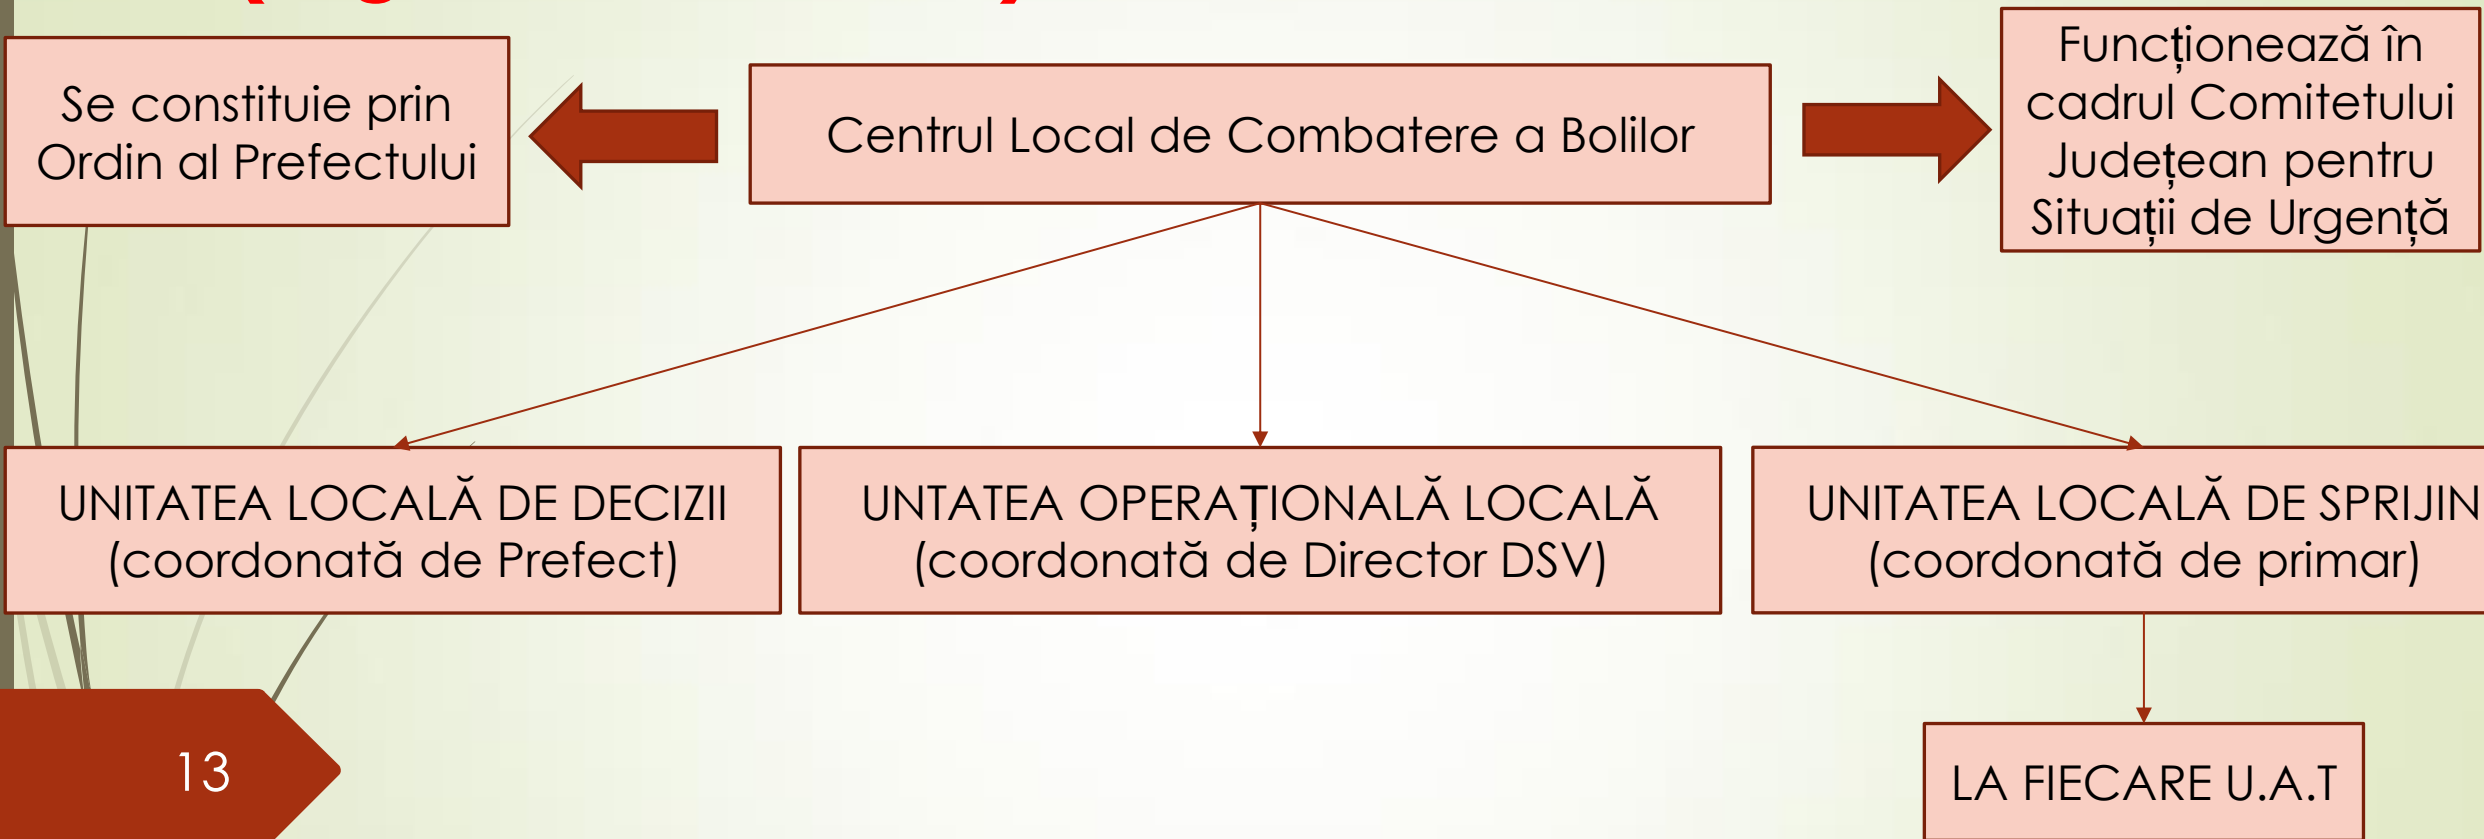 Se constituie prin
Ordin al Prefectului
Centrul Local de Combatere a Bolilor
Funcționează în
cadrul Comitetului
Județean pentru
Situații de Urgență
UNITATEA LOCALĂ DE DECIZII
(coordonată de Prefect)
UNTATEA OPERAȚIONALĂ LOCALĂ
(coordonată de Director DSV)
UNITATEA LOCALĂ DE SPRIJIN
(coordonată de primar)
LA FIECARE U.A.T
13